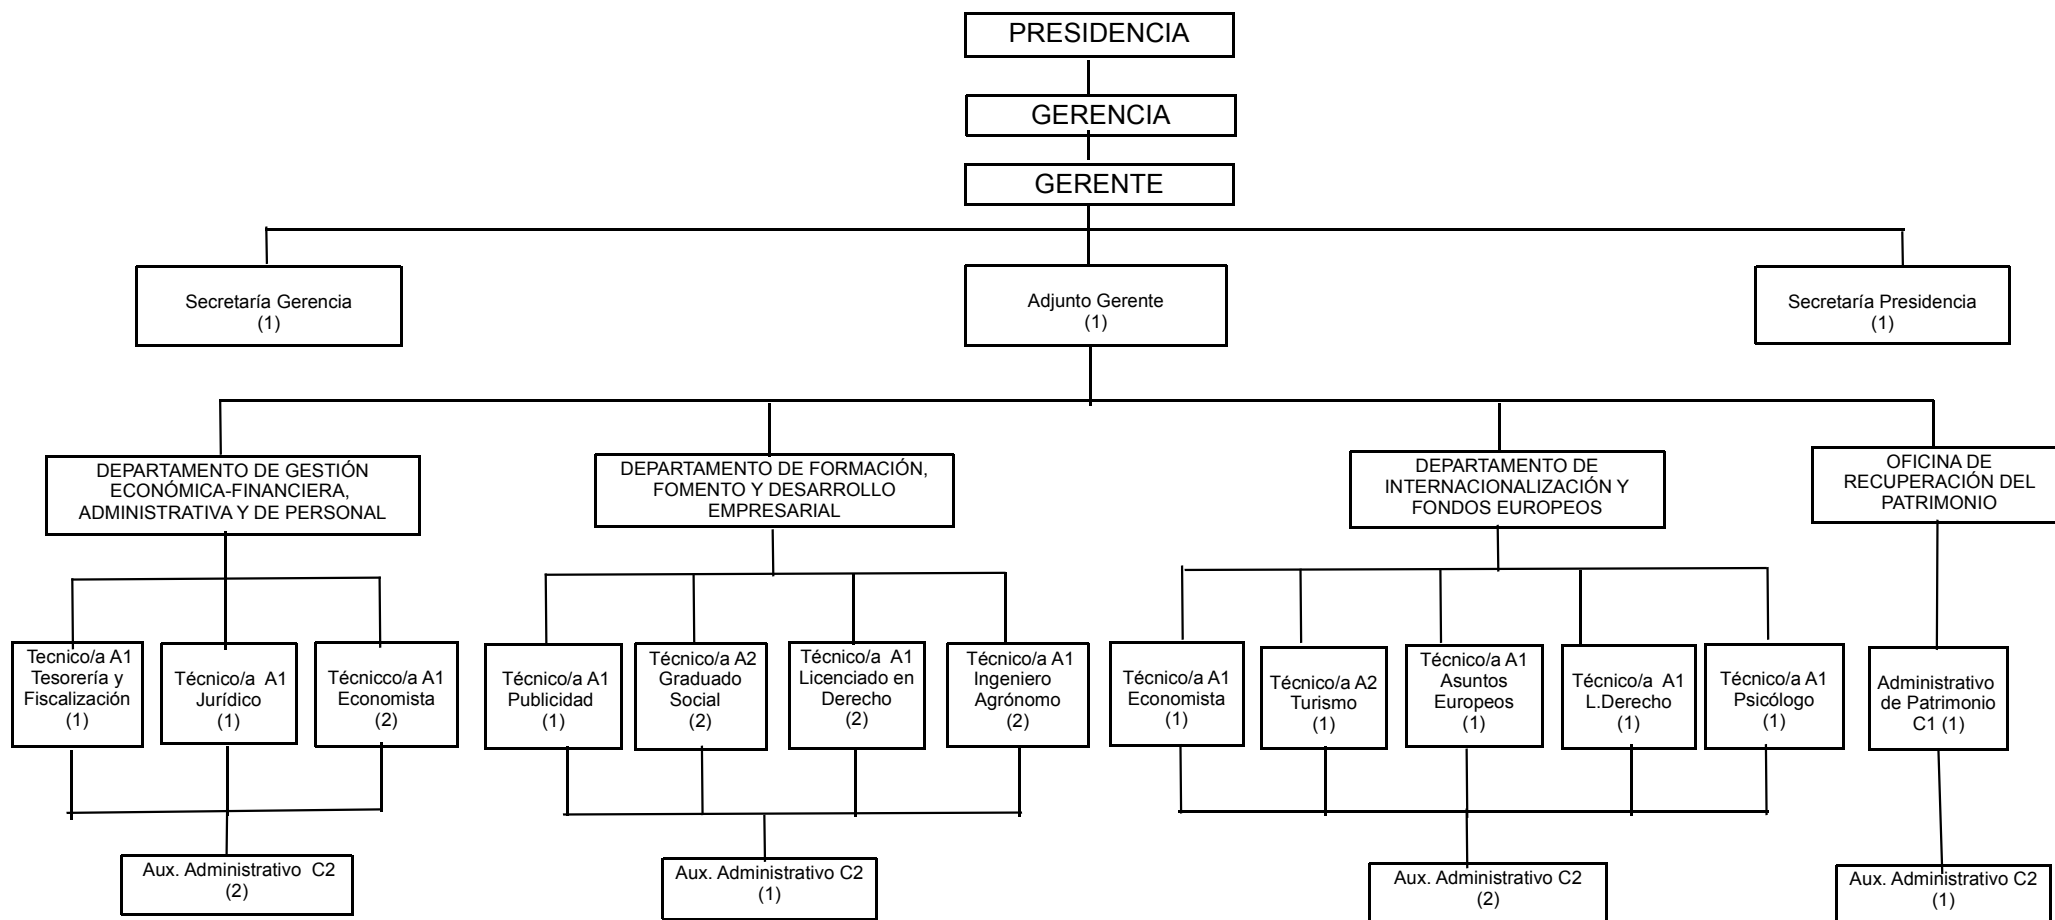 PRESIDENCIA
GERENCIA
GERENTE
Secretaría Gerencia
(1)
Adjunto Gerente
(1)
Secretaría Presidencia
(1)
DEPARTAMENTO DE GESTIÓN
ECONÓMICA-FINANCIERA,
ADMINISTRATIVA Y DE PERSONAL
DEPARTAMENTO DE FORMACIÓN,
FOMENTO Y DESARROLLO
EMPRESARIAL
DEPARTAMENTO DE
INTERNACIONALIZACIÓN Y
FONDOS EUROPEOS
OFICINA DE
RECUPERACIÓN DEL
PATRIMONIO
Tecnico/a A1
Tesorería y
Fiscalización
(1)
Técnico/a A1
Jurídico
(1)
Técnicco/a A1
Economista
(2)
Técnico/a A1
Publicidad
(1)
Técnico/a A2
Graduado
Social
(2)
Técnico/a A1
Licenciado en
Derecho
(2)
Técnico/a A1
Ingeniero
Agrónomo
(2)
Técnico/a A1
Economista
(1)
Técnico/a A2
Turismo
(1)
Técnico/a A1
Asuntos
Europeos
(1)
Técnico/a A1
L.Derecho
(1)
Técnico/a A1
Psicólogo
(1)
Administrativo
de Patrimonio
C1 (1)
Aux. Administrativo C2
(2)
Aux. Administrativo C2
(1)
Aux. Administrativo C2
(2)
Aux. Administrativo C2
(1)